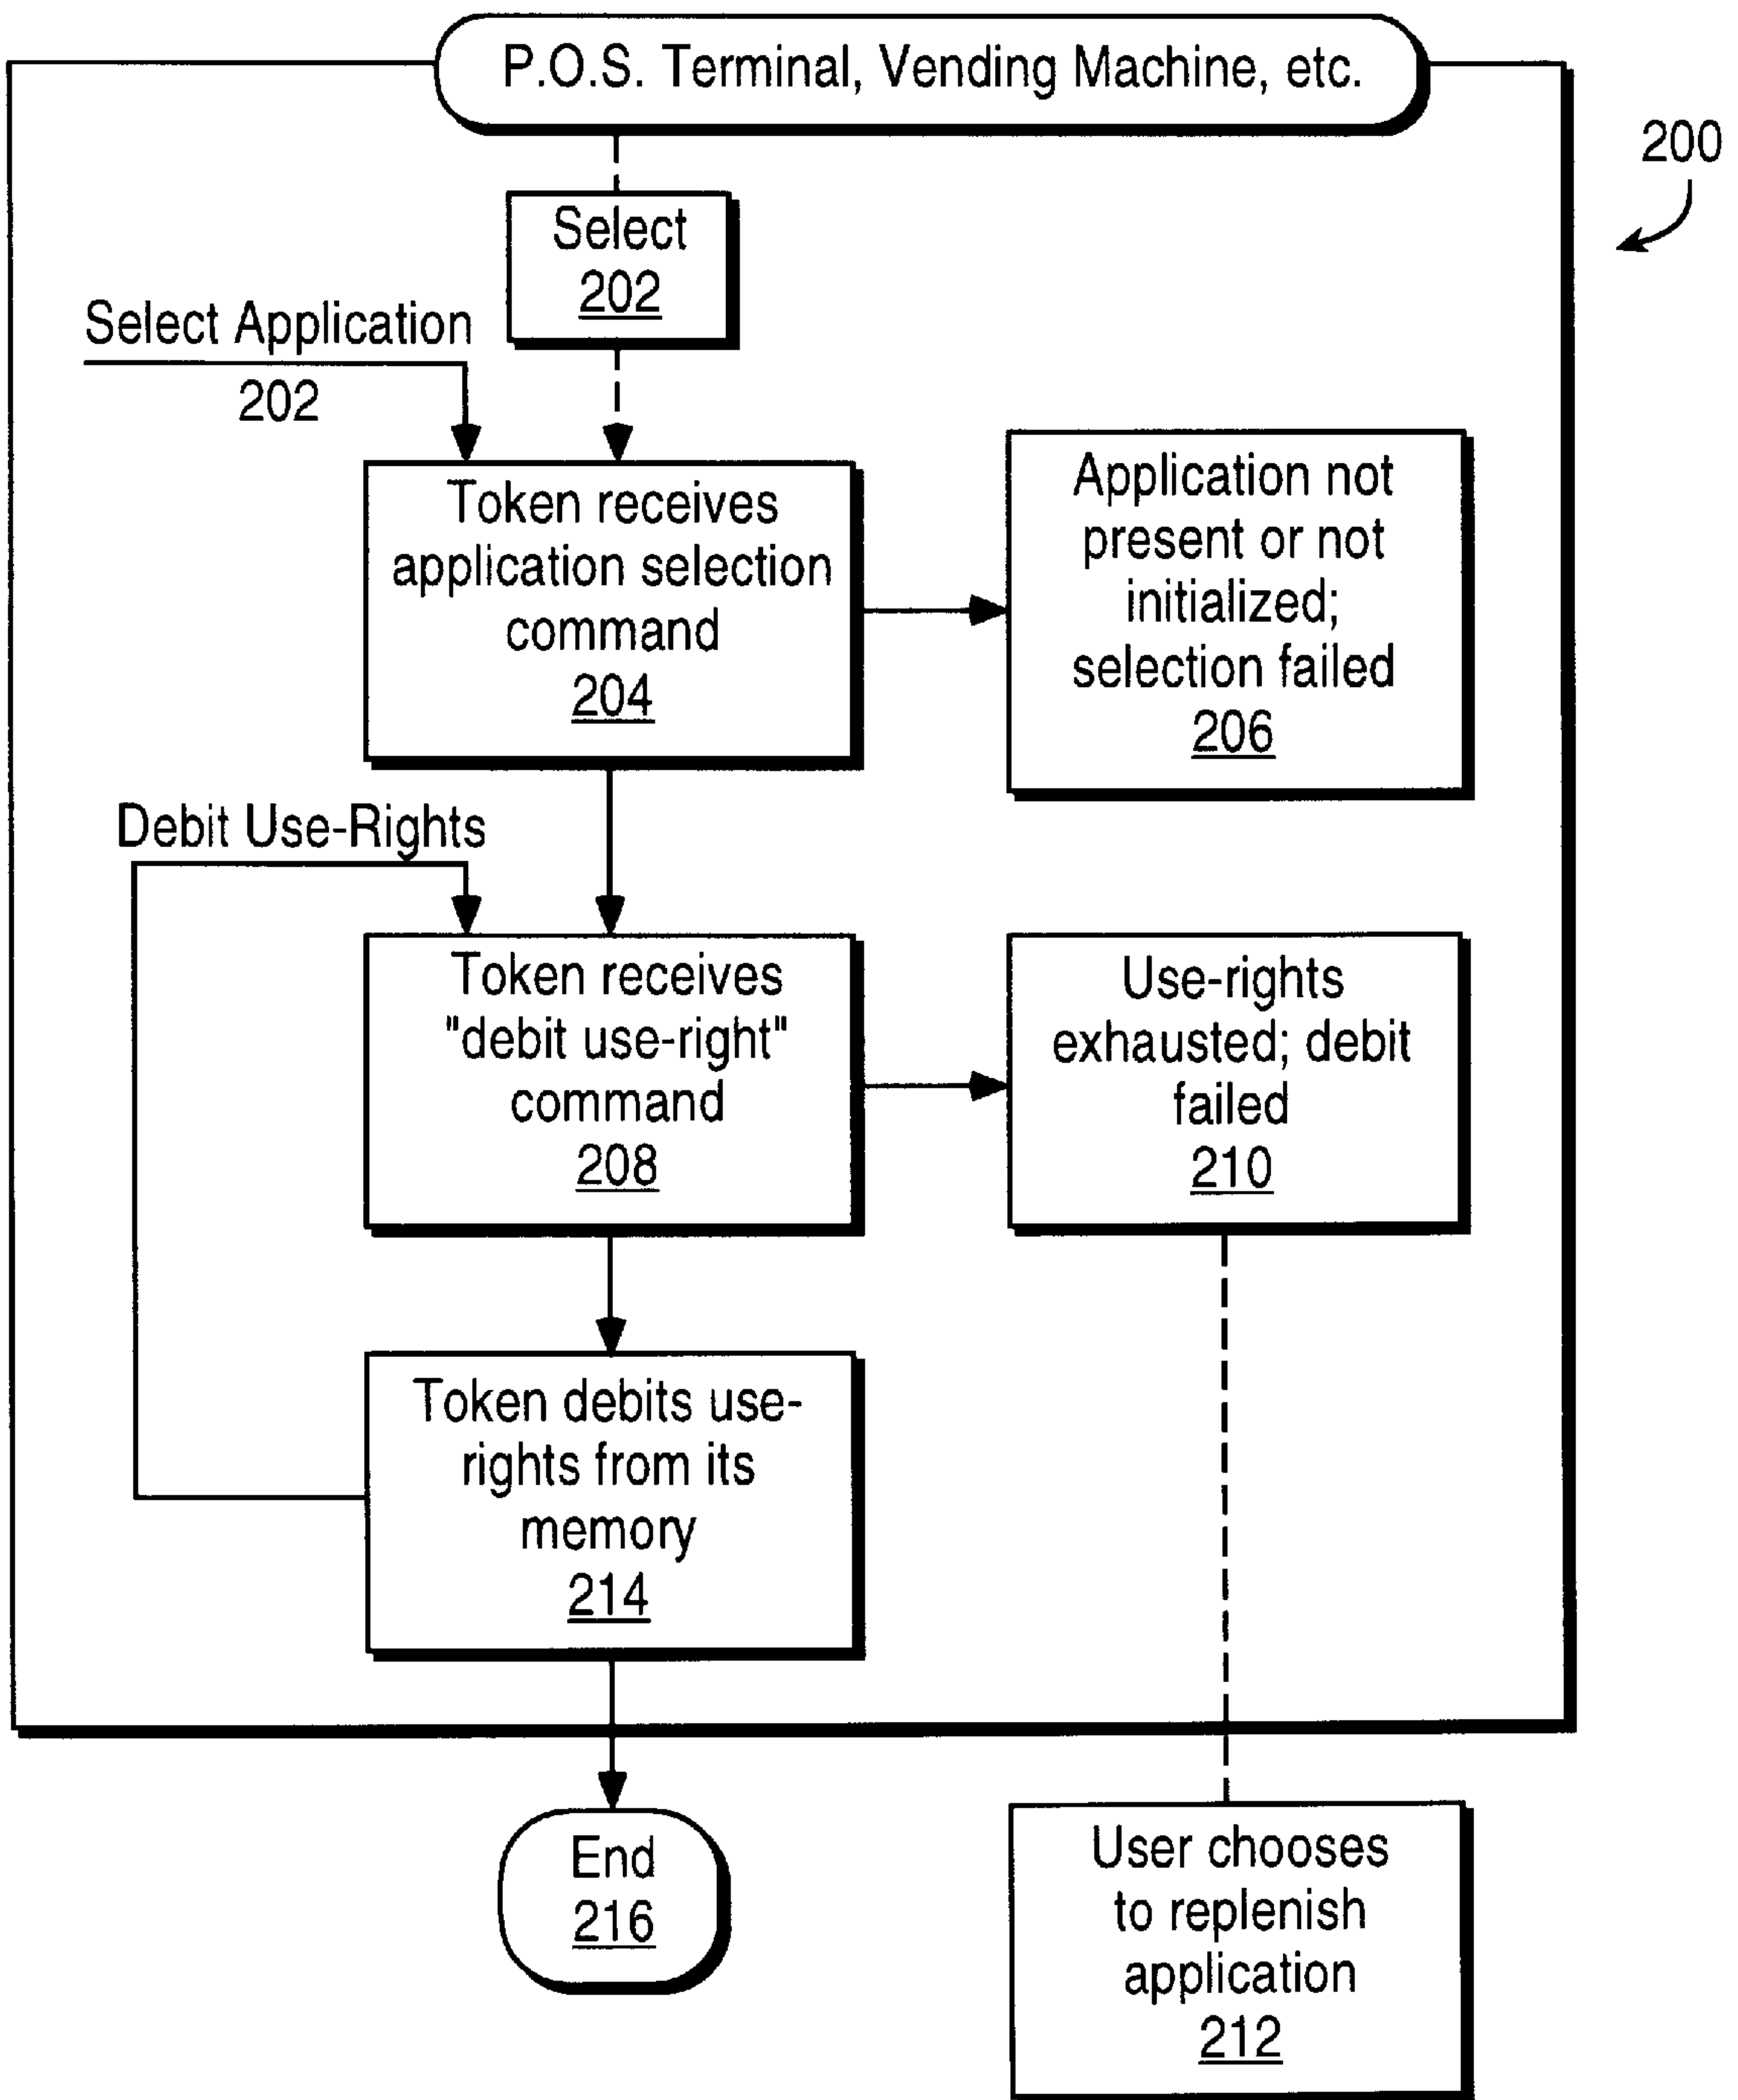 P.O.S. Terminal, Vending Machine, etc.
200
Select
202
Select Application
202
Token receives
application selection
command
204
Application not
present or not
initialized;
selection failed
206
Debit Use-Rights
Token receives
"debit use-right"
command
208
Use-rights
exhausted; debit
failed
210
Token debits use-
rights from its
memory
214
End
216
User chooses
to replenish
application
212